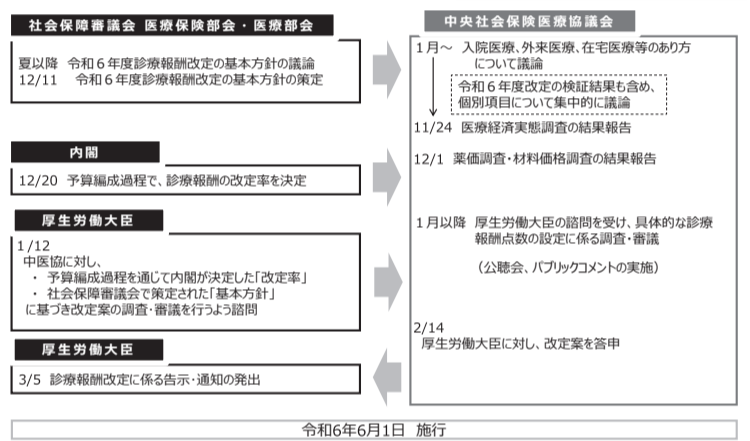 社会保障審議会 医療保険部会・医療部会
夏以降 令和６年度診療報酬改定の基本方針の議論
12/11 令和６年度診療報酬改定の基本方針の策定
内閣
12/20 予算編成過程で、診療報酬の改定率を決定
厚生労働大臣
１/12
中医協に対し、
・ 予算編成過程を通じて内閣が決定した「改定率」
・ 社会保障審議会で策定された「基本方針」
に基づき改定案の調査・審議を行うよう諮問
厚生労働大臣
3/5 診療報酬改定に係る告示・通知の発出
中央社会保険医療協議会
１月～ 入院医療、外来医療、在宅医療等のあり方
について議論
令和６年度改定の検証結果も含め、
個別項目について集中的に議論
11/24 医療経済実態調査の結果報告
12/1 薬価調査・材料価格調査の結果報告
１月以降 厚生労働大臣の諮問を受け、具体的な診療
報酬点数の設定に係る調査・審議
（公聴会、パブリックコメントの実施）
2/14
厚生労働大臣に対し、改定案を答申
令和6年6月1日 施行